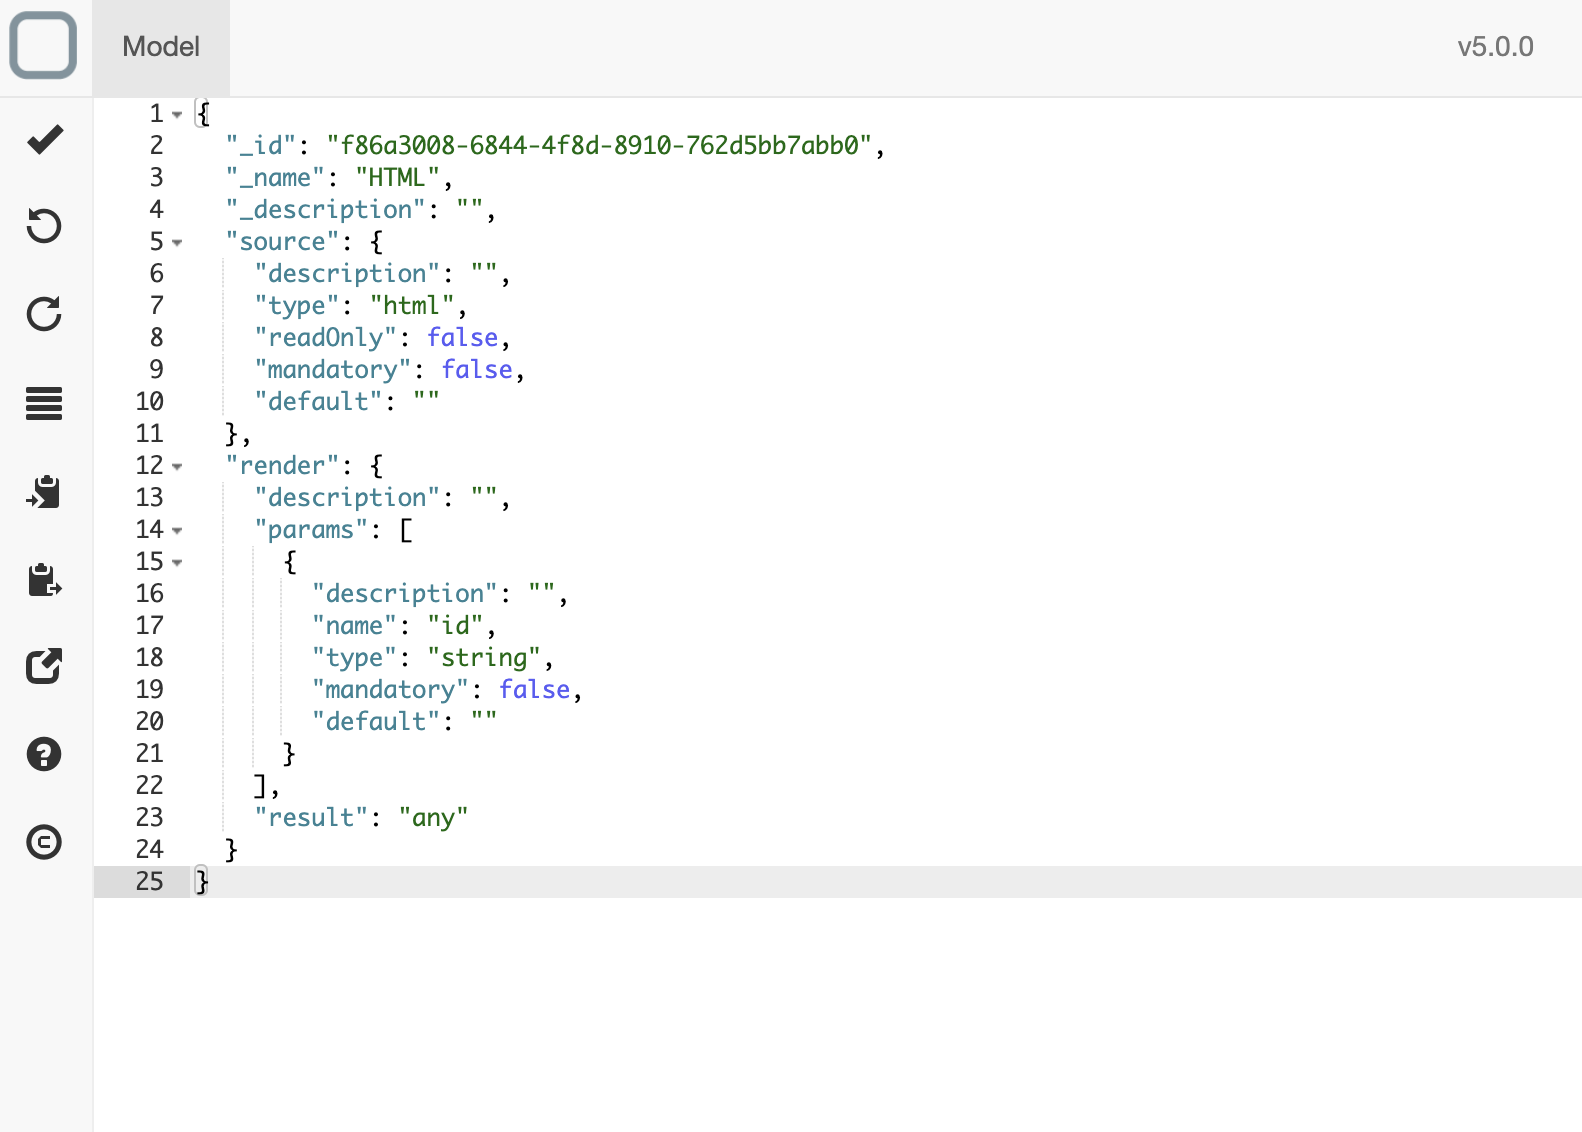 Model
v5.0.0
1 {
2   "_id": "f86a3008-6844-4f8d-8910-762d5bb7abb0",
3   "_name": "HTML",
4   "_description": "",
5   "source": {
6     "description": "",
7     "type": "html",
8     "readOnly": false,
9     "mandatory": false,
10     "default": ""
11   },
12   "render": {
13     "description": "",
14     "params": [
15       {
16         "description": "",
17         "name": "id",
18         "type": "string",
19         "mandatory": false,
20         "default": ""
21       }
22     ],
23     "result": "any"
24   }
25 }